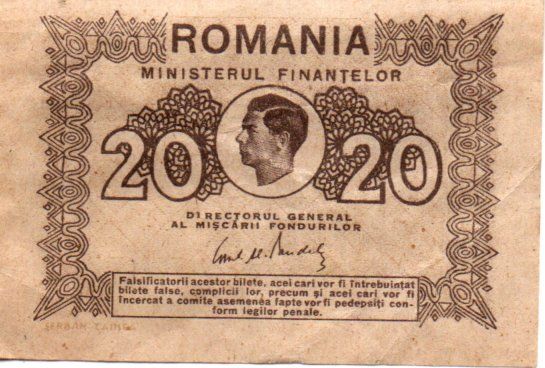 ROMANIA
MINISTERUL FINANȚELOR
20 20
DIRECTORUL GENERAL
AL MIȘCĂRII FONDURILOR
Falsificatorii acestor bilete, acei cari vor fi întrebuințat
bilete false, complicii lor, precum și acei cari vor fi
încercat a comite asemenea fapte vor fi pedepsiți con-
form legilor penale.